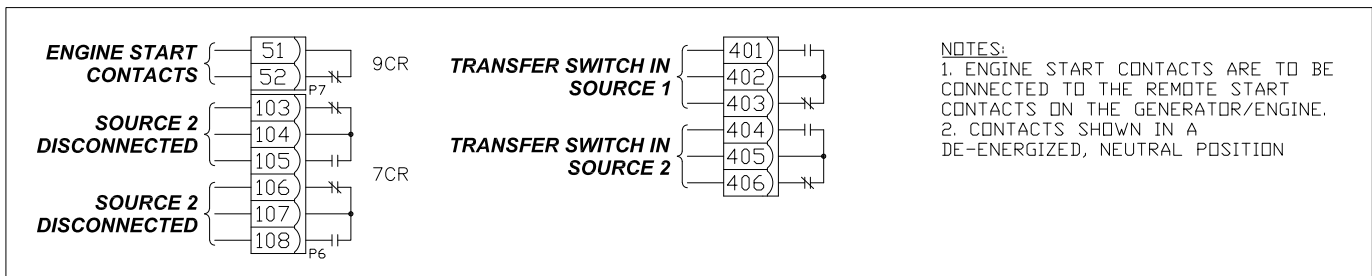 ENGINE START
CONTACTS
51
52
P7
9CR
SOURCE 2
DISCONNECTED
103
104
105
7CR
SOURCE 2
DISCONNECTED
106
107
108
P6
TRANSFER SWITCH IN
SOURCE 1
401
402
403
TRANSFER SWITCH IN
SOURCE 2
404
405
406
NOTES:
1. ENGINE START CONTACTS ARE TO BE
CONNECTED TO THE REMOTE START
CONTACTS ON THE GENERATOR/ENGINE.
2. CONTACTS SHOWN IN A
DE-ENERGIZED, NEUTRAL POSITION